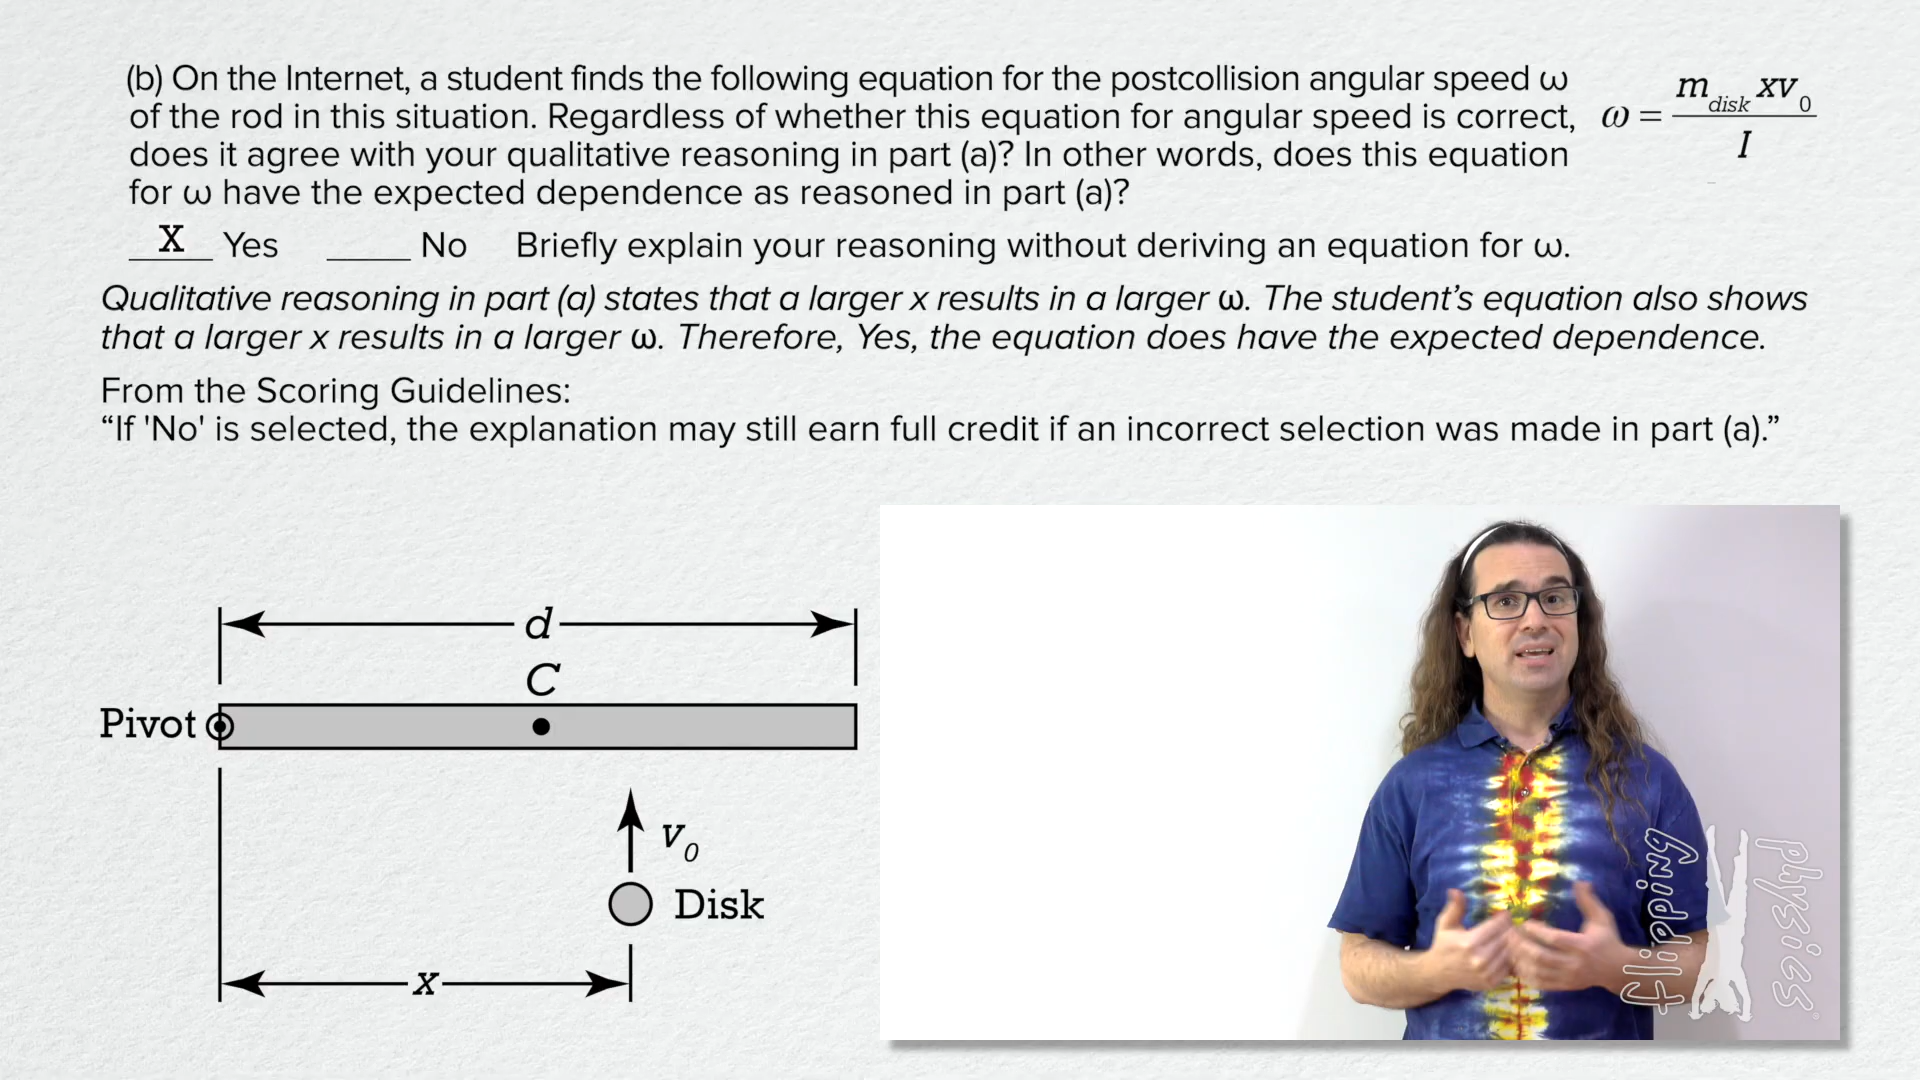 (b) On the Internet, a student finds the following equation for the postcollision angular speed ω
of the rod in this situation. Regardless of whether this equation for angular speed is correct,
does it agree with your qualitative reasoning in part (a)? In other words, does this equation
for ω have the expected dependence as reasoned in part (a)?
ω = m_disk xv_0 / I
X Yes ____ No Briefly explain your reasoning without deriving an equation for ω.
Qualitative reasoning in part (a) states that a larger x results in a larger ω. The student’s equation also shows
that a larger x results in a larger ω. Therefore, Yes, the equation does have the expected dependence.
From the Scoring Guidelines:
“If 'No' is selected, the explanation may still earn full credit if an incorrect selection was made in part (a).”
d
C
Pivot
v_0
Disk
x
flipping
physics